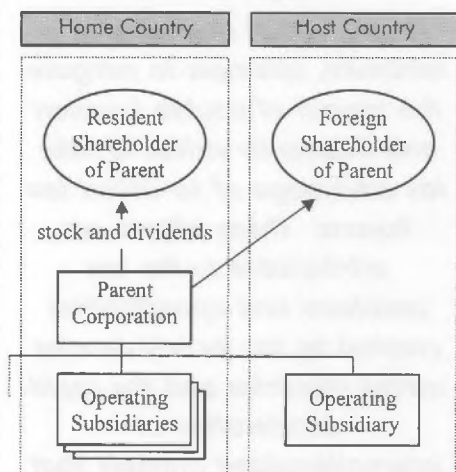 Home Country
Host Country
Resident
Shareholder
of Parent
Foreign
Shareholder
of Parent
stock and dividends
Parent
Corporation
Operating
Subsidiaries
Operating
Subsidiary